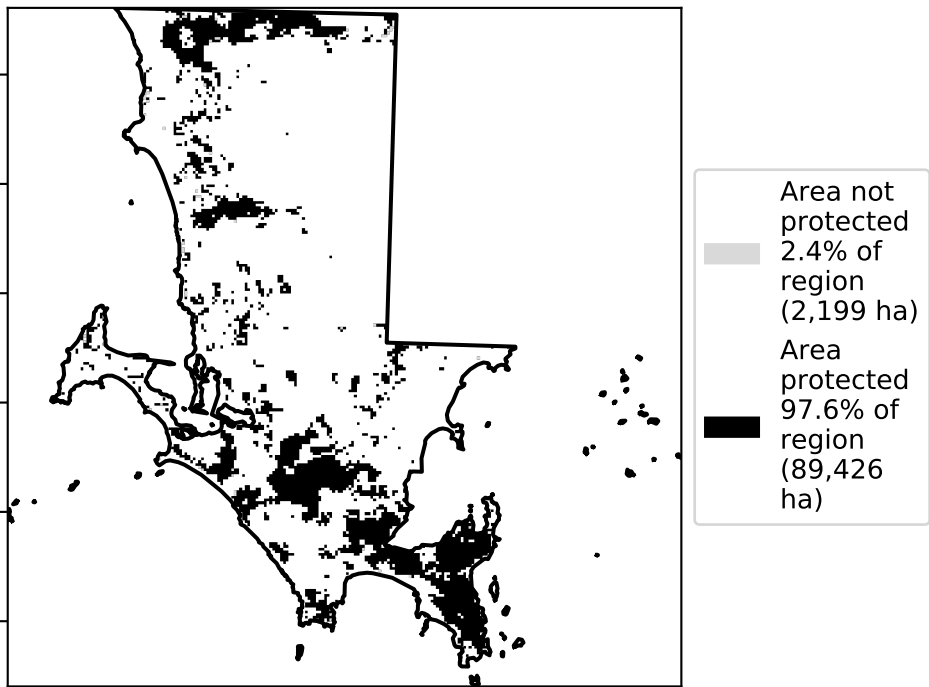 Area not
protected
2.4% of
region
(2,199 ha)
Area
protected
97.6% of
region
(89,426
ha)